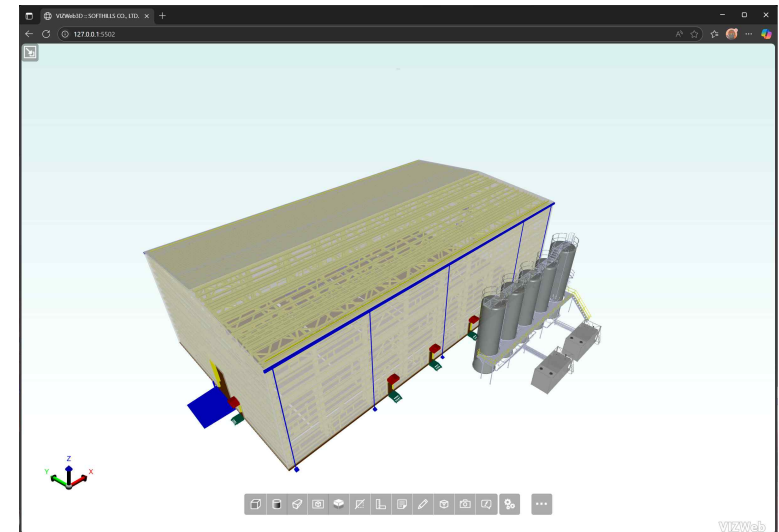 VIZWeb3D :: SOFTHILLS CO., LTD.
127.0.0.1:5502
Z
Y
X
VIZWeb